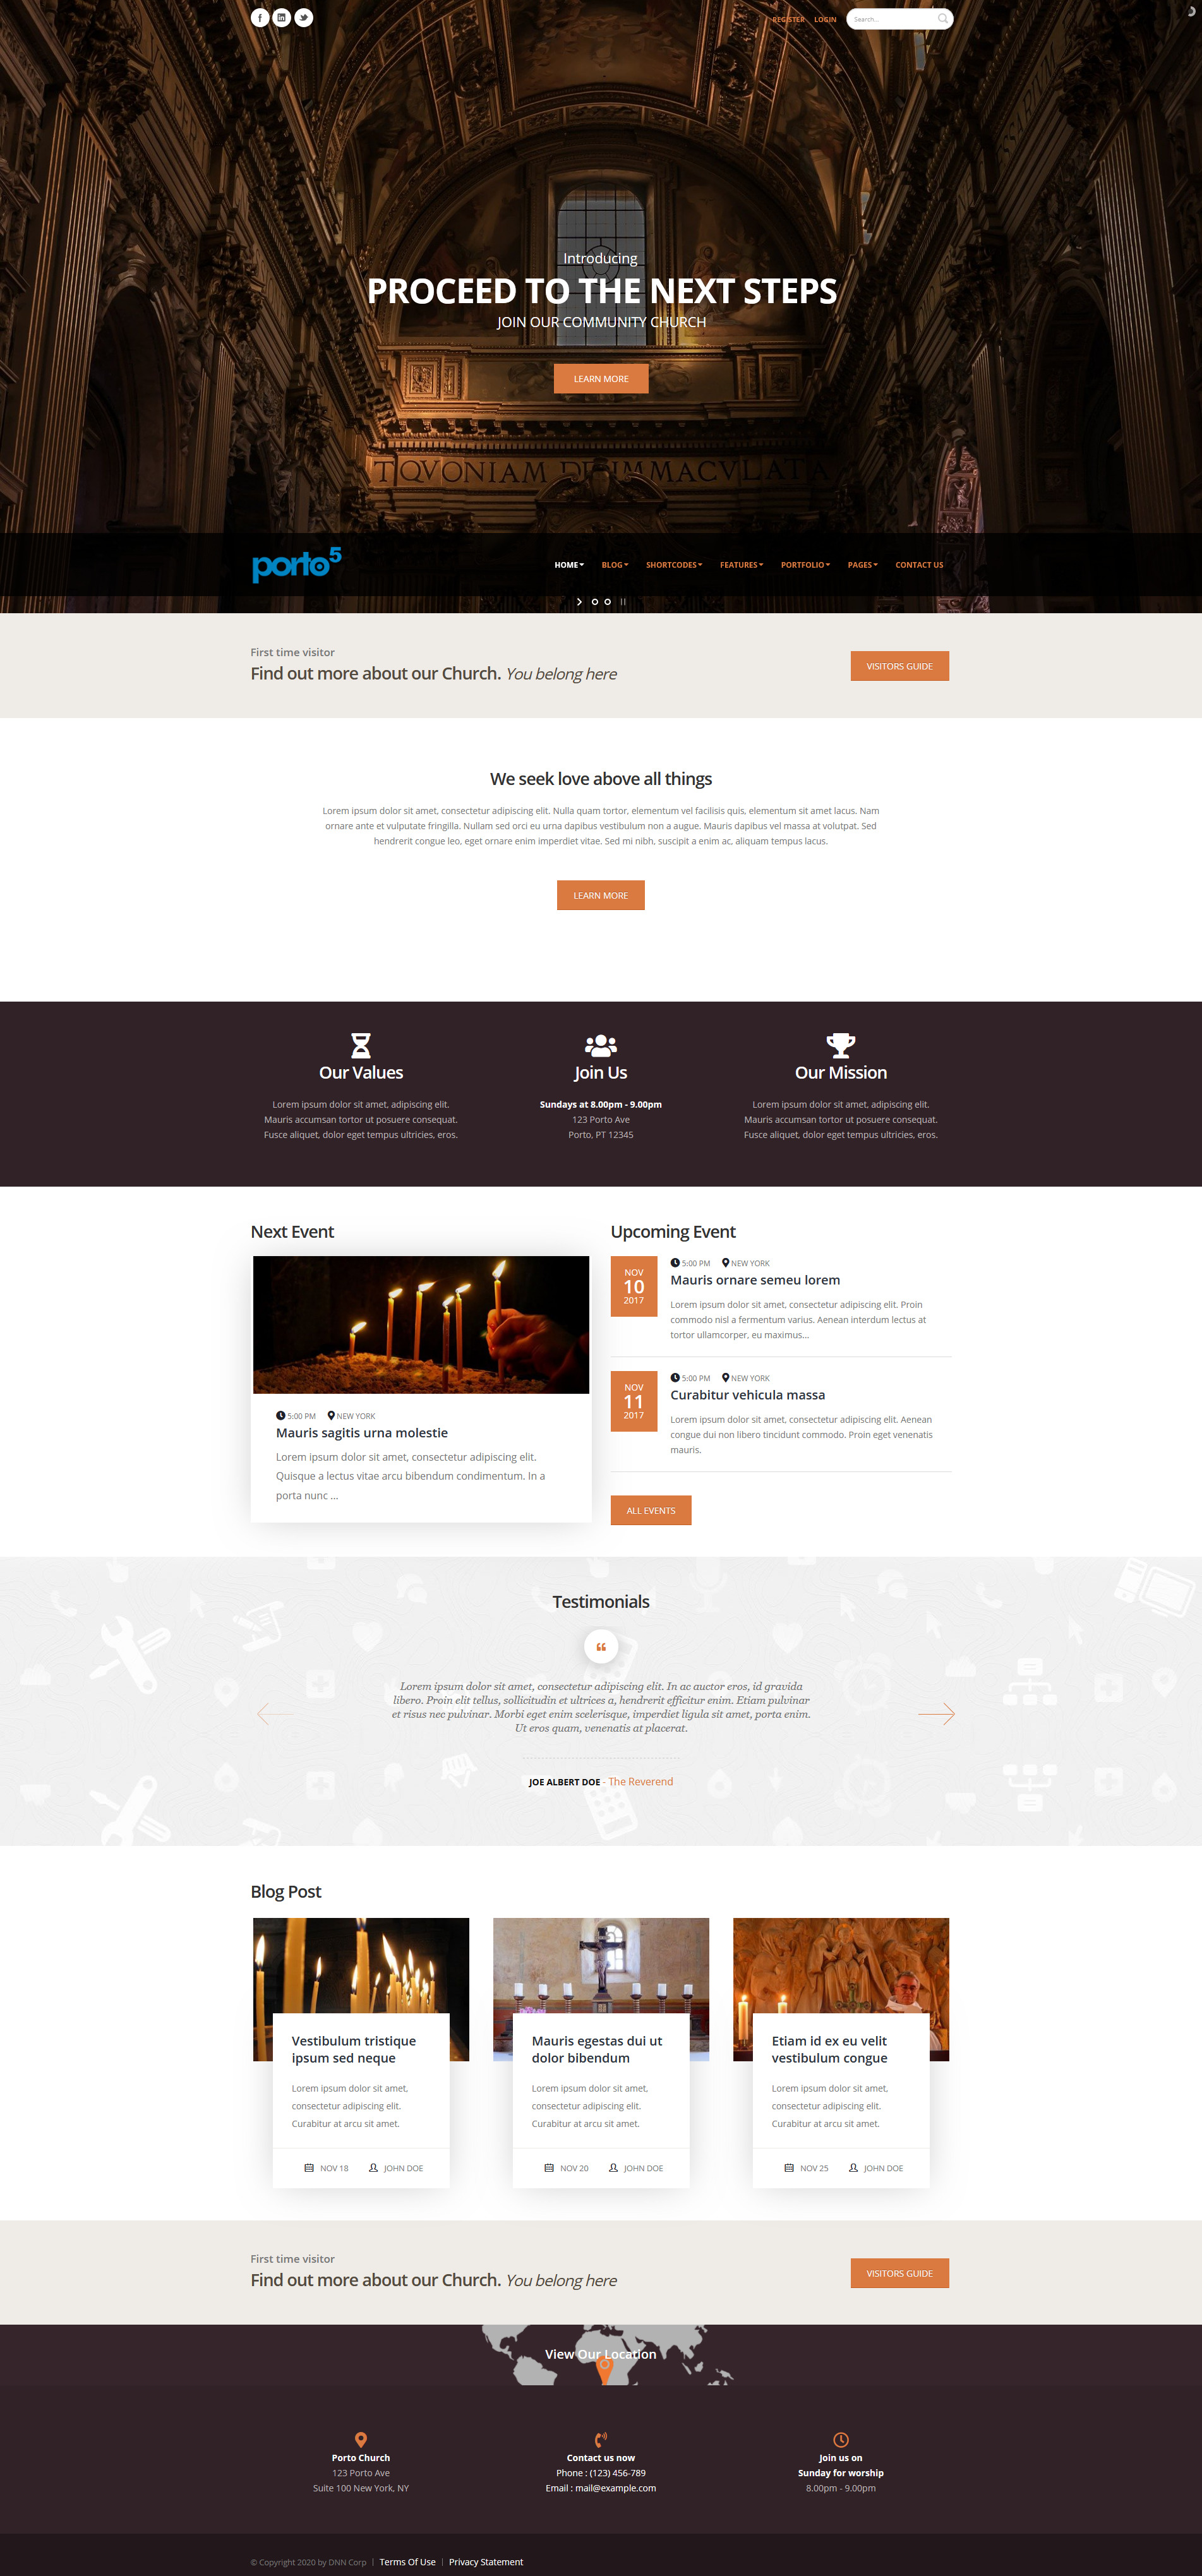 REGISTER LOGIN Search...
Introducing
PROCEED TO THE NEXT STEPS
JOIN OUR COMMUNITY CHURCH
LEARN MORE
TQVONIAM IMMACVLATA
porto5
HOME BLOG SHORTCODES FEATURES PORTFOLIO PAGES CONTACT US
First time visitor
Find out more about our Church. You belong here
VISITORS GUIDE
We seek love above all things
Lorem ipsum dolor sit amet, consectetur adipiscing elit. Nulla quam tortor, elementum vel facilisis quis, elementum sit amet lacus. Nam
ornare ante et vulputate fringilla. Nullam sed orci eu urna dapibus vestibulum non a augue. Mauris dapibus vel massa at volutpat. Sed
hendrerit congue leo, eget ornare enim imperdiet vitae. Sed mi nibh, suscipit a enim ac, aliquam tempus lacus.
LEARN MORE
Our Values
Lorem ipsum dolor sit amet, adipiscing elit.
Mauris accumsan tortor ut posuere consequat.
Fusce aliquet, dolor eget tempus ultricies, eros.
Join Us
Sundays at 8.00pm - 9.00pm
123 Porto Ave
Porto, PT 12345
Our Mission
Lorem ipsum dolor sit amet, adipiscing elit.
Mauris accumsan tortor ut posuere consequat.
Fusce aliquet, dolor eget tempus ultricies, eros.
Next Event
5:00 PM NEW YORK
Mauris sagitis urna molestie
Lorem ipsum dolor sit amet, consectetur adipiscing elit.
Quisque a lectus vitae arcu bibendum condimentum. In a
porta nunc ...
Upcoming Event
NOV
10
2017
5:00 PM NEW YORK
Mauris ornare semeu lorem
Lorem ipsum dolor sit amet, consectetur adipiscing elit. Proin
commodo nisl a fermentum varius. Aenean interdum lectus at
tortor ullamcorper, eu maximus...
NOV
11
2017
5:00 PM NEW YORK
Curabitur vehicula massa
Lorem ipsum dolor sit amet, consectetur adipiscing elit. Aenean
congue dui non libero tincidunt commodo. Proin eget venenatis
mauris.
ALL EVENTS
Testimonials
Lorem ipsum dolor sit amet, consectetur adipiscing elit. In ac auctor eros, id gravida
libero. Proin elit tellus, sollicitudin et ultrices a, hendrerit efficitur enim. Etiam pulvinar
et risus nec pulvinar. Morbi eget enim scelerisque, imperdiet ligula sit amet, porta enim.
Ut eros quam, venenatis at placerat.
JOE ALBERT DOE - The Reverend
Blog Post
Vestibulum tristique
ipsum sed neque
Lorem ipsum dolor sit amet,
consectetur adipiscing elit.
Curabitur at arcu sit amet.
NOV 18 JOHN DOE
Mauris egestas dui ut
dolor bibendum
Lorem ipsum dolor sit amet,
consectetur adipiscing elit.
Curabitur at arcu sit amet.
NOV 20 JOHN DOE
Etiam id ex eu velit
vestibulum congue
Lorem ipsum dolor sit amet,
consectetur adipiscing elit.
Curabitur at arcu sit amet.
NOV 25 JOHN DOE
First time visitor
Find out more about our Church. You belong here
VISITORS GUIDE
View Our Location
Porto Church
123 Porto Ave
Suite 100 New York, NY
Contact us now
Phone : (123) 456-789
Email : mail@example.com
Join us on
Sunday for worship
8.00pm - 9.00pm
© Copyright 2020 by DNN Corp | Terms Of Use | Privacy Statement